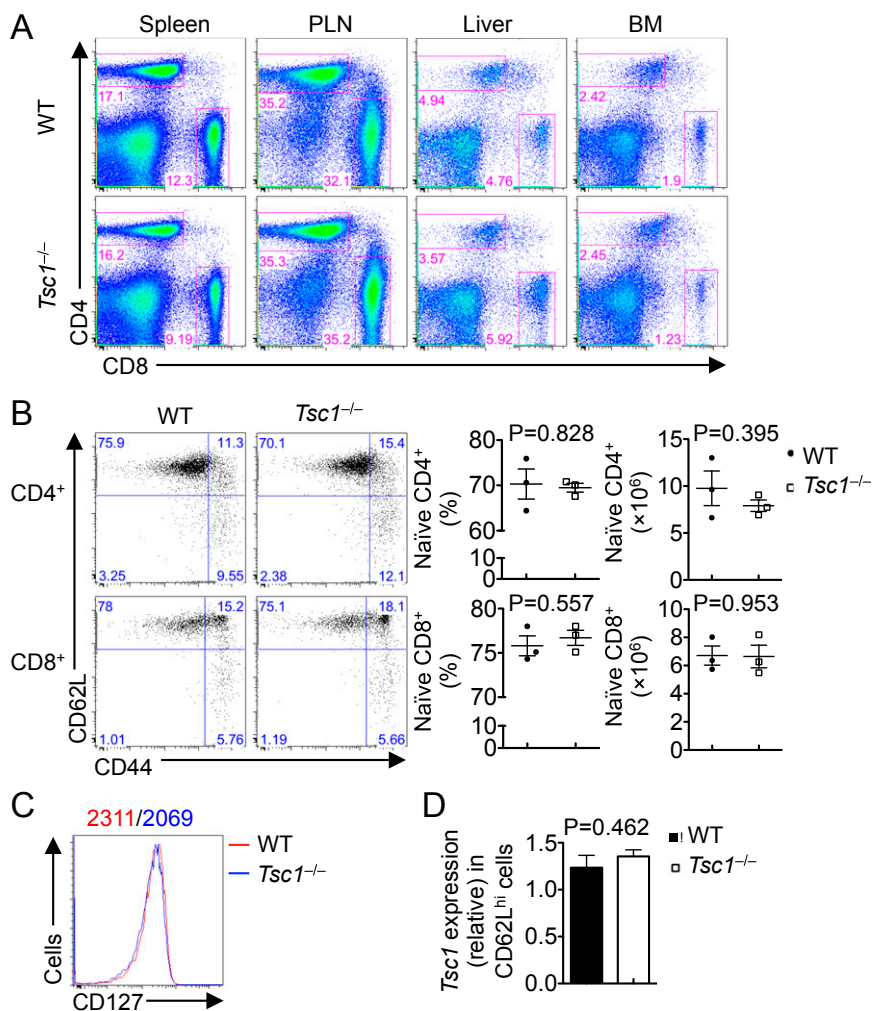 A
Spleen PLN Liver BM
WT
17.1 12.3 35.2 32.1 4.94 4.76 2.42 1.9
Tsc1–/–
16.2 9.19 35.3 35.2 3.57 5.92 2.45 1.23
CD4
CD8
B
WT Tsc1–/–
CD4+
75.9 11.3 70.1 15.4
3.25 9.55 2.38 12.1
CD8+
78 15.2 75.1 18.1
1.01 5.76 1.19 5.66
CD62L
CD44
P=0.828
Naïve CD4+
(%)
80
70
60
10
0
P=0.395
Naïve CD4+
(×106)
15
10
5
0
WT
Tsc1–/–
P=0.557
Naïve CD8+
(%)
80
75
70
10
0
P=0.953
Naïve CD8+
(×106)
10
8
6
4
2
0
C
2311/2069
WT
Tsc1–/–
Cells
CD127
D
P=0.462
Tsc1 expression
(relative) in
CD62Lhi cells
1.5
1.0
0.5
0.0
WT
Tsc1–/–